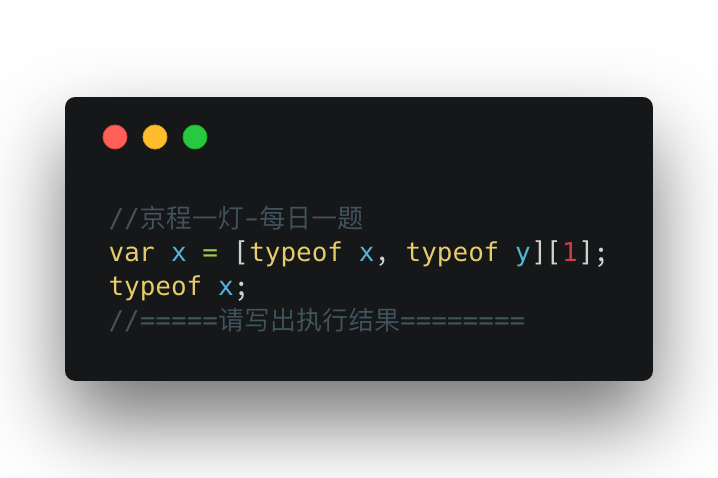 //京程一灯-每日一题
var x = [typeof x, typeof y][1];
typeof x;
//=====请写出执行结果========